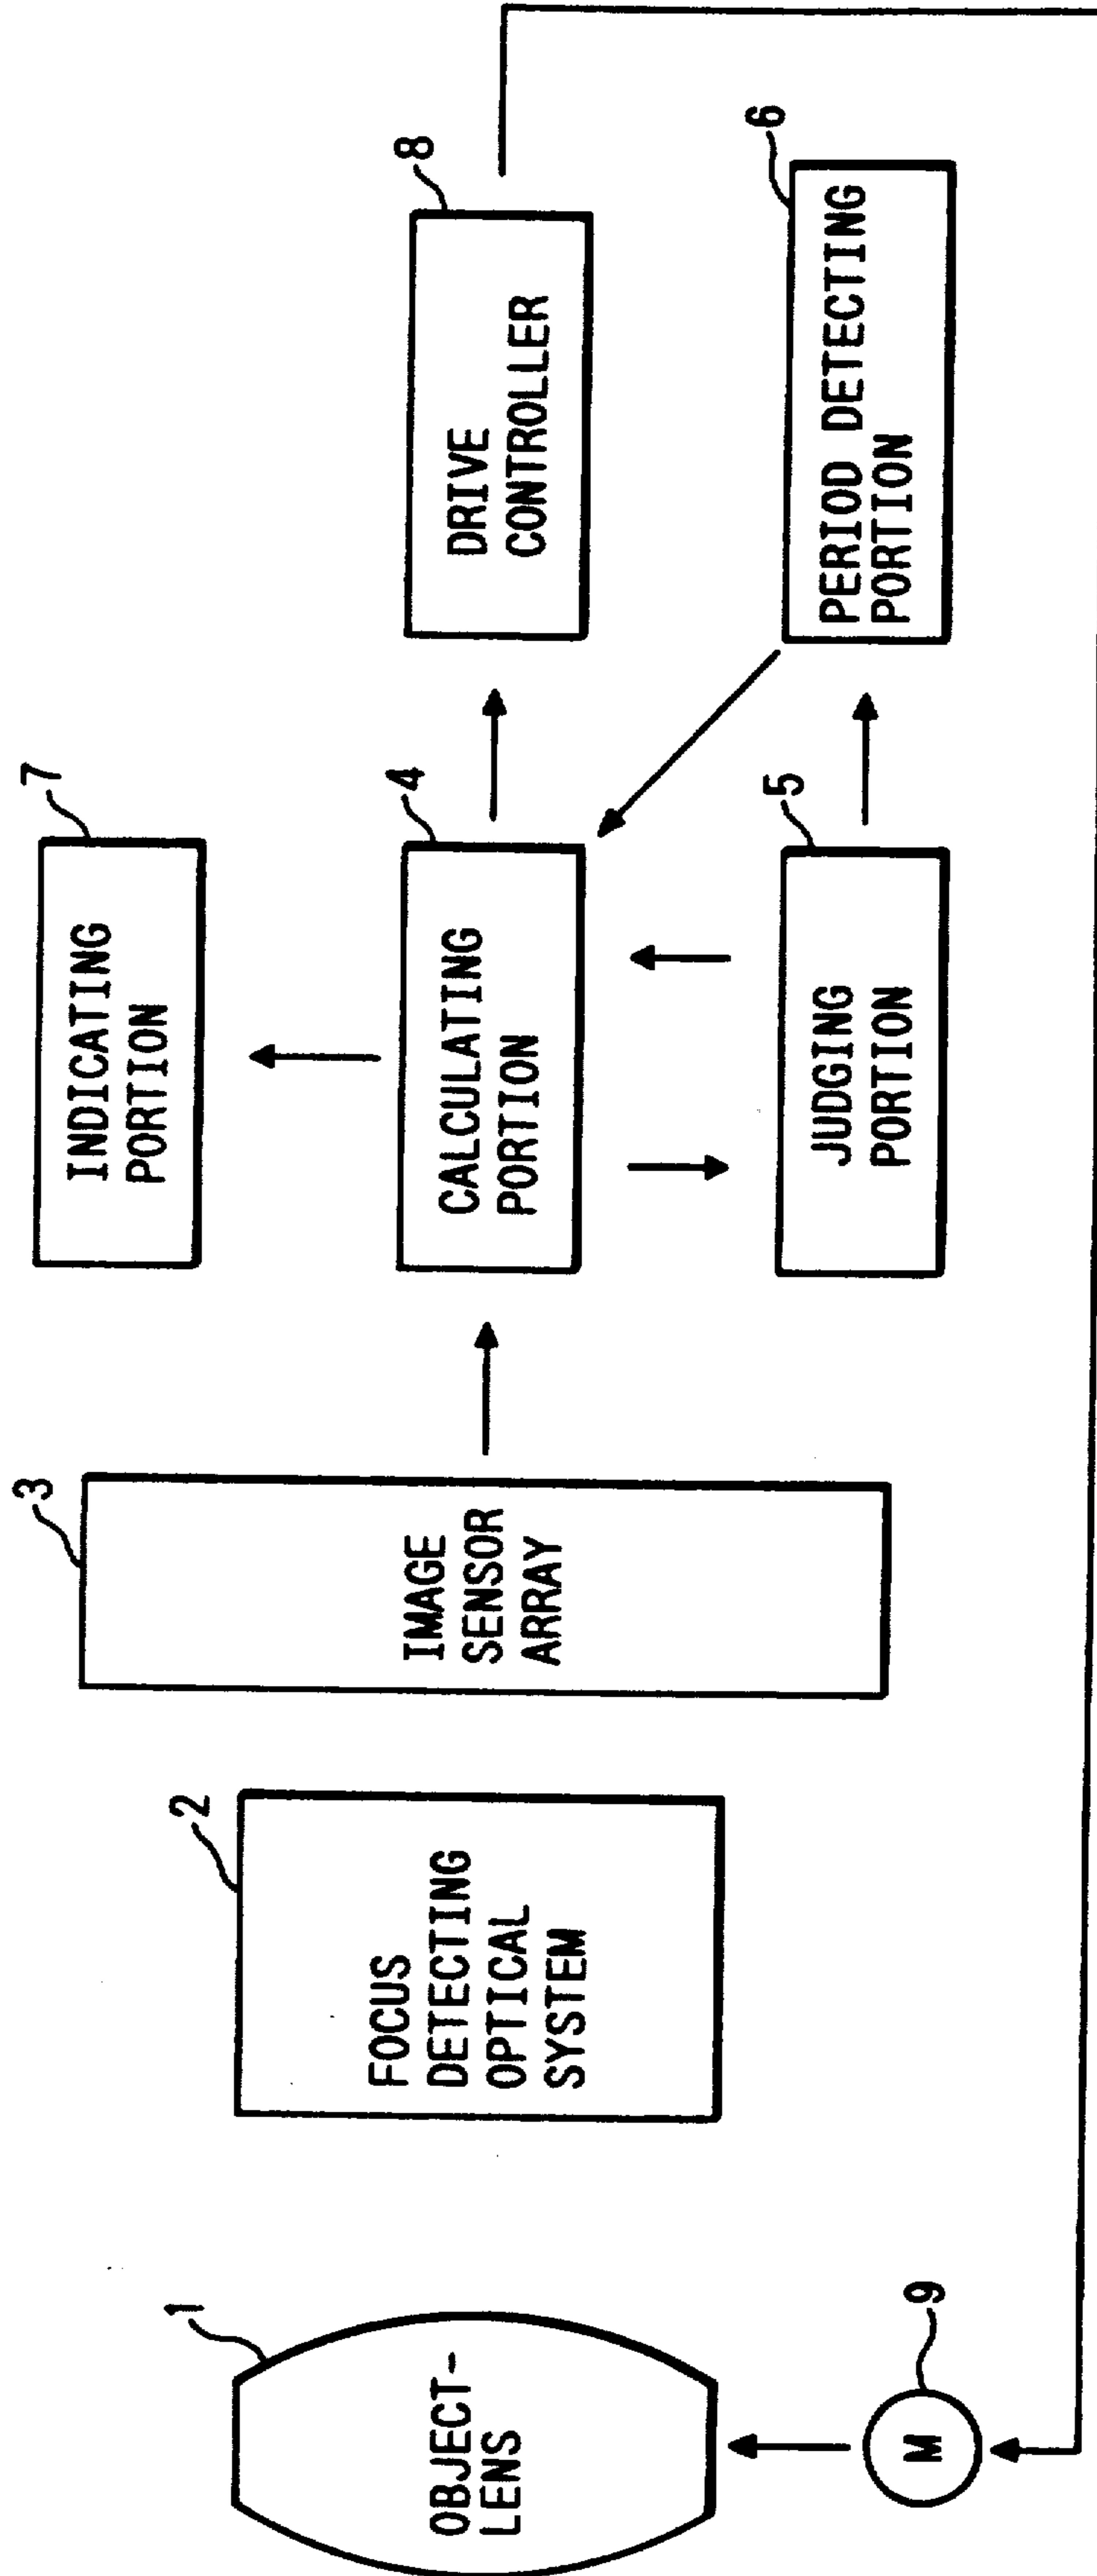 1
OBJECT-
LENS
M
9
2
FOCUS
DETECTING
OPTICAL
SYSTEM
3
IMAGE
SENSOR
ARRAY
7
INDICATING
PORTION
4
CALCULATING
PORTION
5
JUDGING
PORTION
8
DRIVE
CONTROLLER
6
PERIOD DETECTING
PORTION